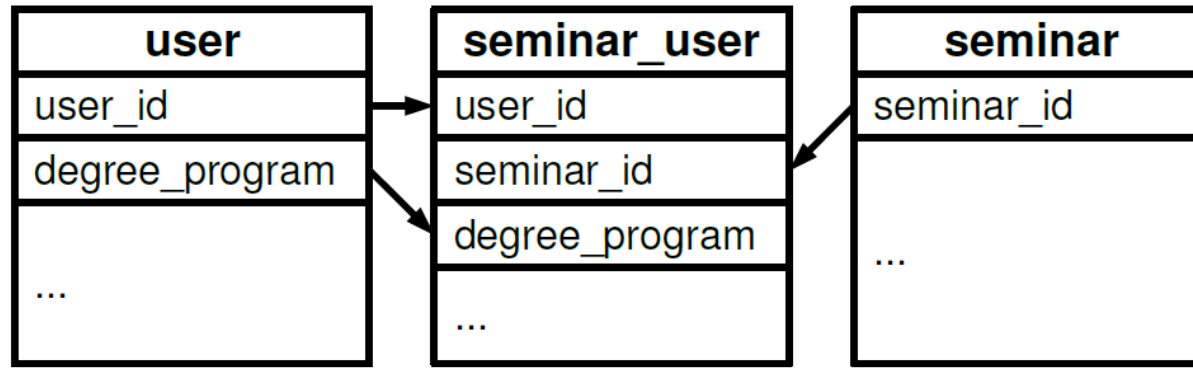 user
user_id
degree_program
...
seminar_user
user_id
seminar_id
degree_program
...
seminar
seminar_id
...